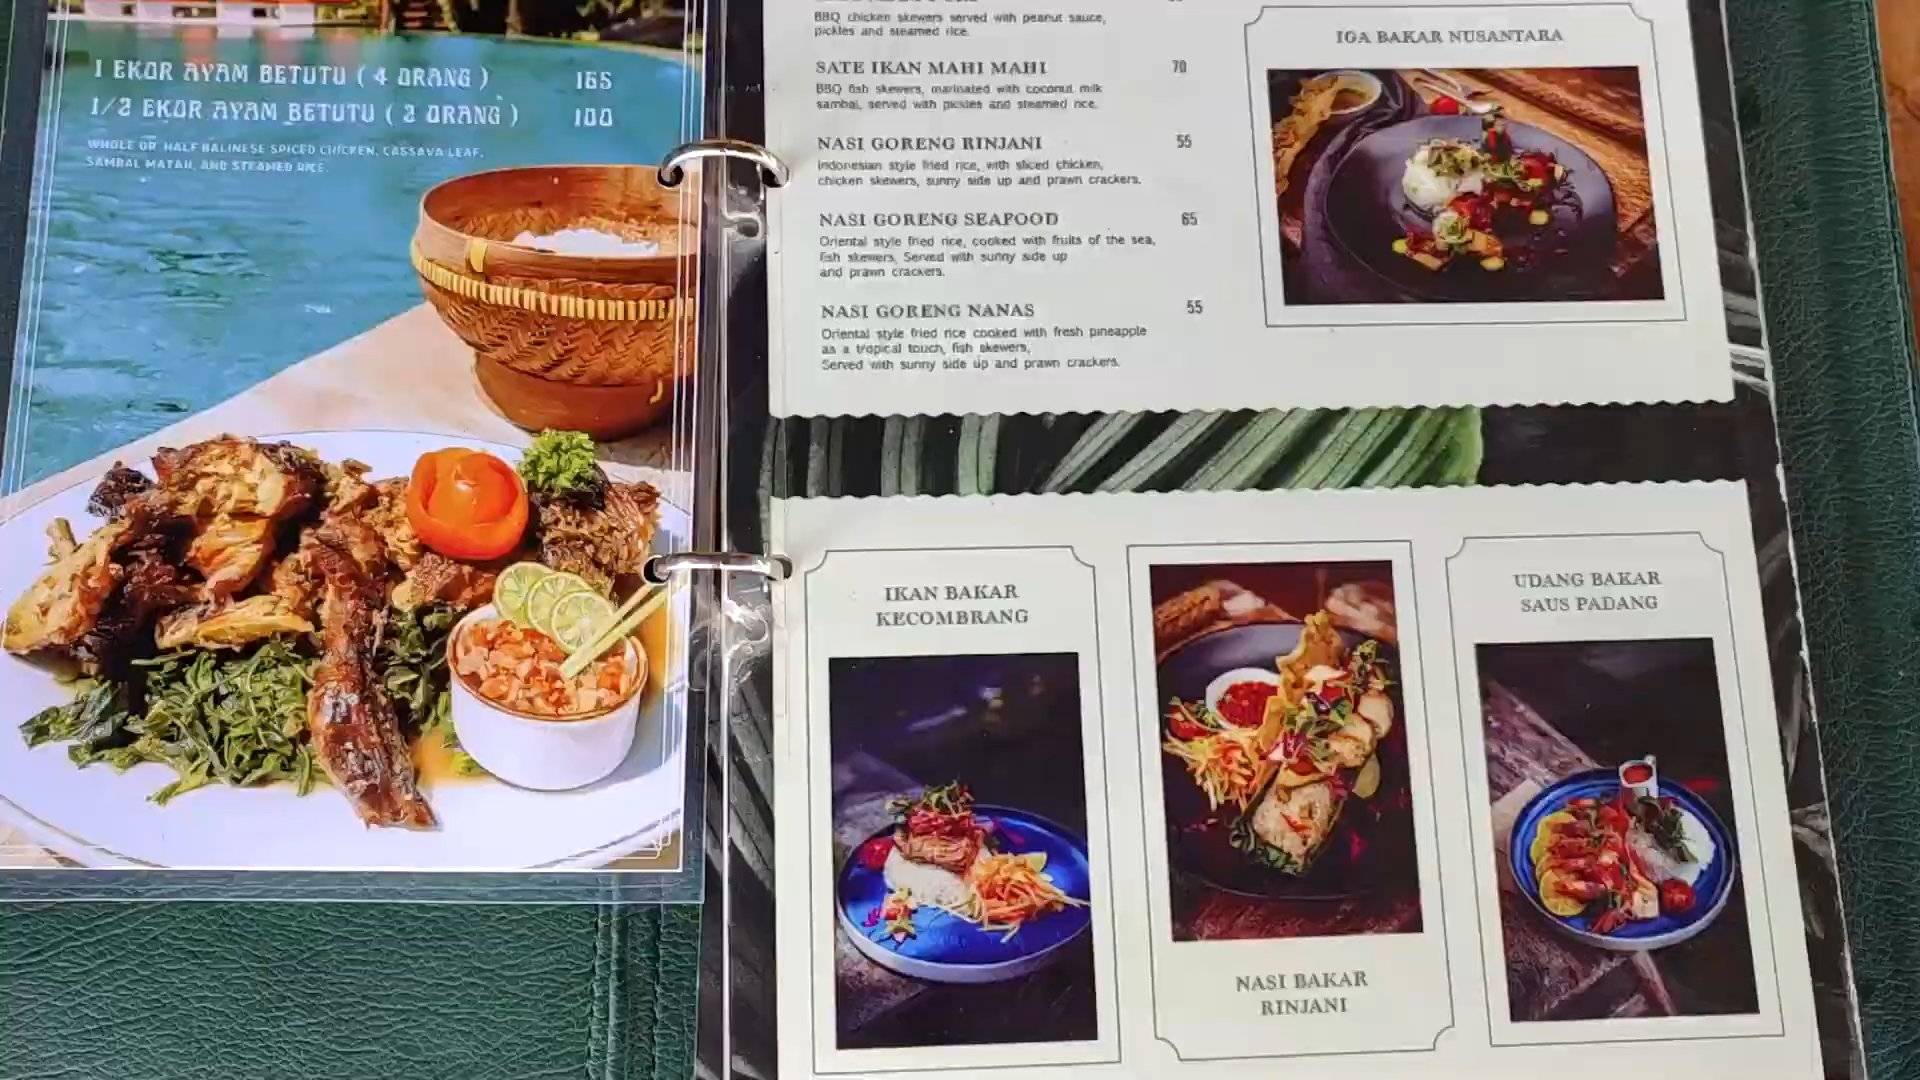 1 EKOR AYAM BETUTU ( 4 ORANG ) 165
1/2 EKOR AYAM BETUTU ( 2 ORANG ) 100
WHOLE OR HALF BALINESE SPICED CHICKEN, CASSAVA LEAF,
SAMBAL MATAH, AND STEAMED RICE.
BBQ chicken skewers served with peanut sauce,
pickles and steamed rice.
SATE IKAN MAHI MAHI 70
BBQ fish skewers, marinated with coconut milk
sambal, served with pickles and steamed rice.
NASI GORENG RINJANI 55
Indonesian style fried rice, with sliced chicken,
chicken skewers, sunny side up and prawn crackers.
NASI GORENG SEAFOOD 65
Oriental style fried rice, cooked with fruits of the sea,
fish skewers, Served with sunny side up
and prawn crackers.
NASI GORENG NANAS 55
Oriental style fried rice cooked with fresh pineapple
as a tropical touch, fish skewers,
Served with sunny side up and prawn crackers.
IGA BAKAR NUSANTARA
IKAN BAKAR
KECOMBRANG
NASI BAKAR
RINJANI
UDANG BAKAR
SAUS PADANG